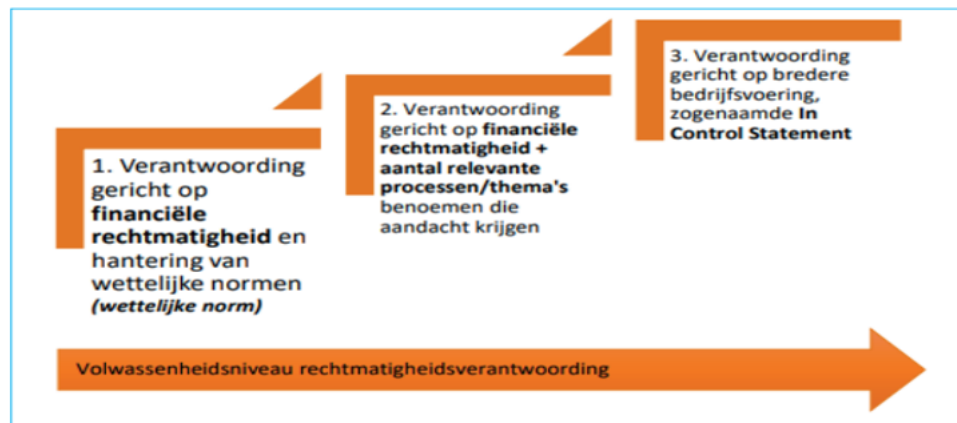 1. Verantwoording
gericht op
financiële
rechtmatigheid en
hantering van
wettelijke normen
(wettelijke norm)
2. Verantwoording
gericht op financiële
rechtmatigheid +
aantal relevante
processen/thema's
benoemen die
aandacht krijgen
3. Verantwoording
gericht op bredere
bedrijfsvoering,
zogenaamde In
Control Statement
Volwassenheidsniveau rechtmatigheidsverantwoording